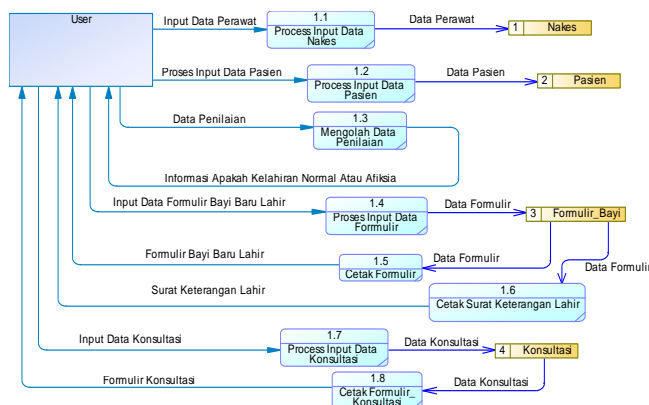 User
Input Data Perawat
1.1
Process Input Data
Nakes
Data Perawat
1 Nakes
Proses Input Data Pasien
1.2
Process Input Data
Pasien
Data Pasien
2 Pasien
Data Penilaian
1.3
Mengolah Data
Penilaian
Informasi Apakah Kelahiran Normal Atau Afiksia
Input Data Formulir Bayi Baru Lahir
1.4
Proses Input Data
Formulir
Data Formulir
3 Formulir_Bayi
Formulir Bayi Baru Lahir
1.5
Cetak Formulir
Data Formulir
Data Formulir
Surat Keterangan Lahir
1.6
Cetak Surat Keterangan Lahir
Input Data Konsultasi
1.7
Process Input Data
Konsultasi
Data Konsultasi
4 Konsultasi
Formulir Konsultasi
1.8
Cetak Formulir_
Konsultasi
Data Konsultasi